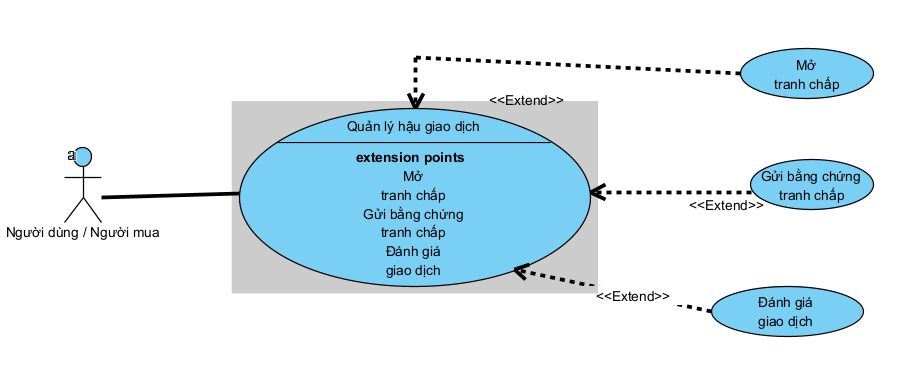 a
Người dùng / Người mua
Quản lý hậu giao dịch
extension points
Mở
tranh chấp
Gửi bằng chứng
tranh chấp
Đánh giá
giao dịch
<<Extend>>
Mở
tranh chấp
<<Extend>>
Gửi bằng chứng
tranh chấp
<<Extend>>
Đánh giá
giao dịch